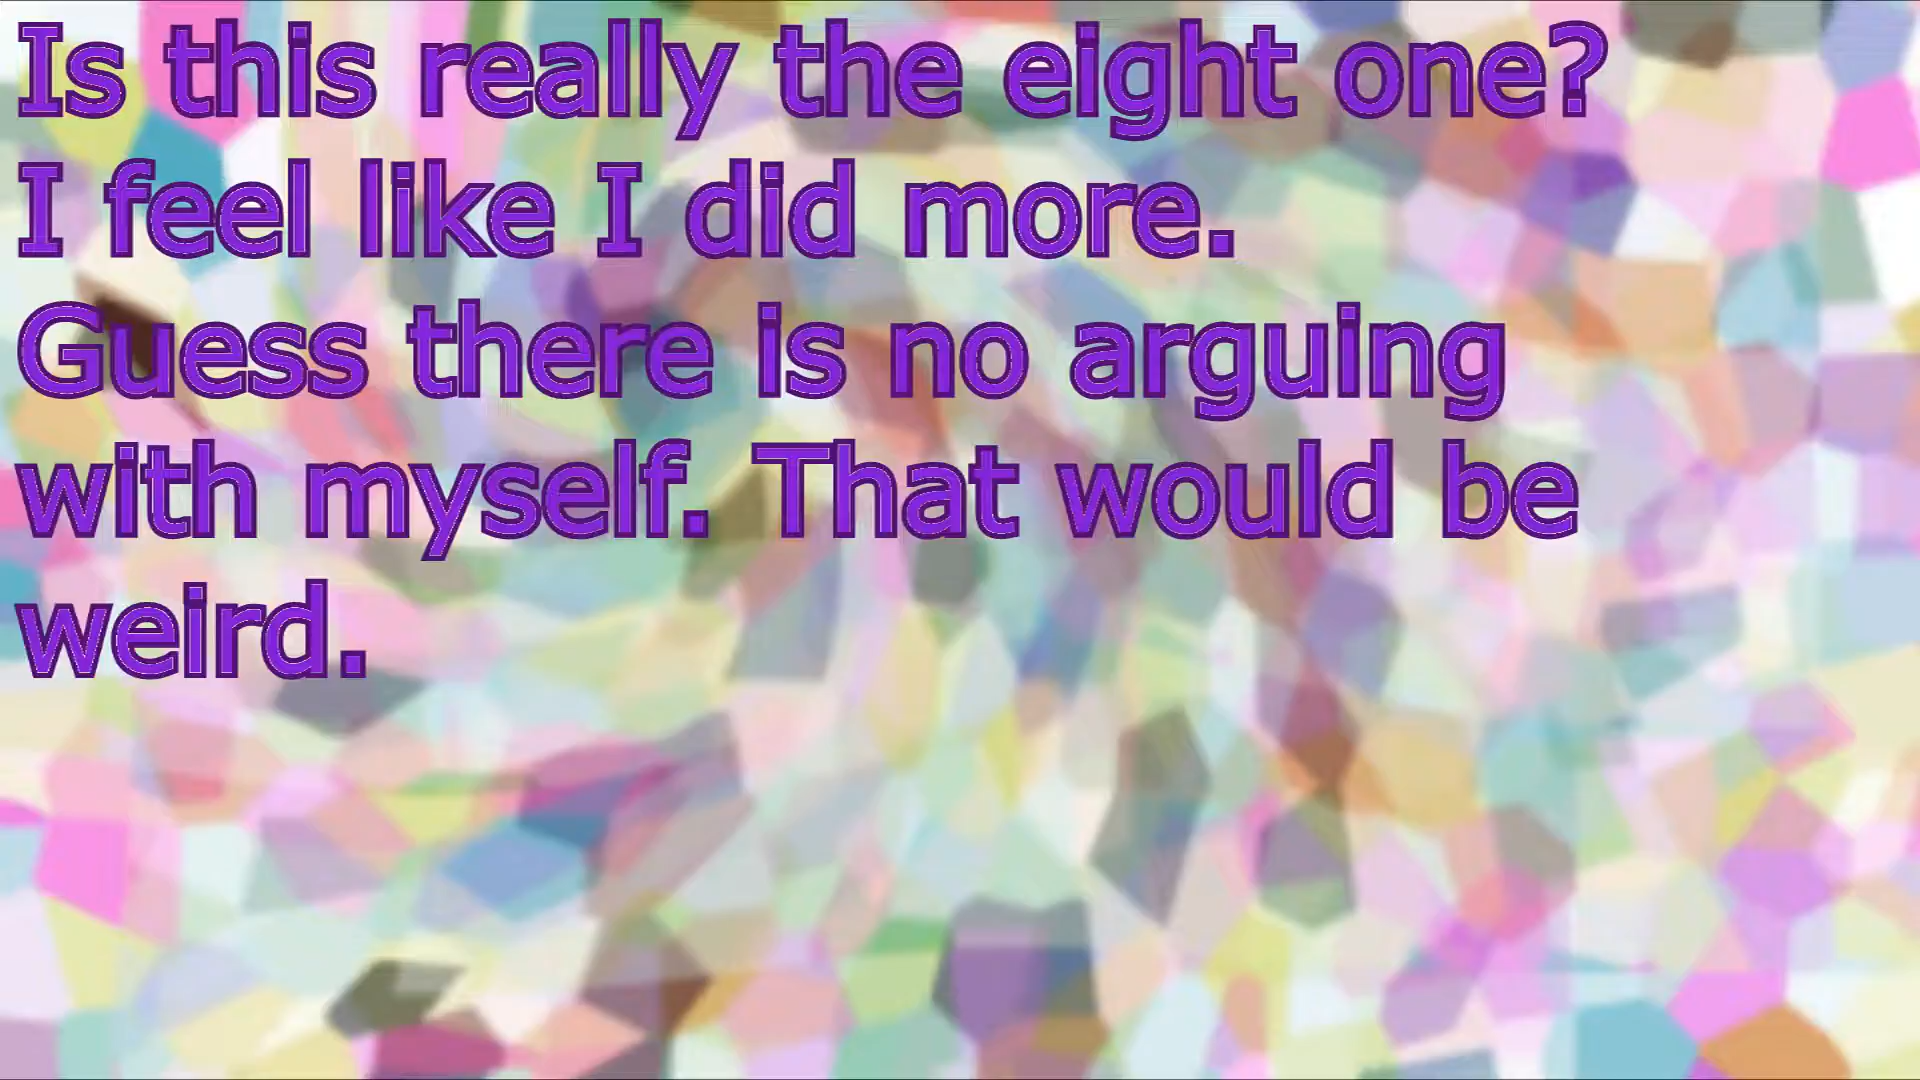 Is this really the eight one?
I feel like I did more.
Guess there is no arguing
with myself. That would be
weird.